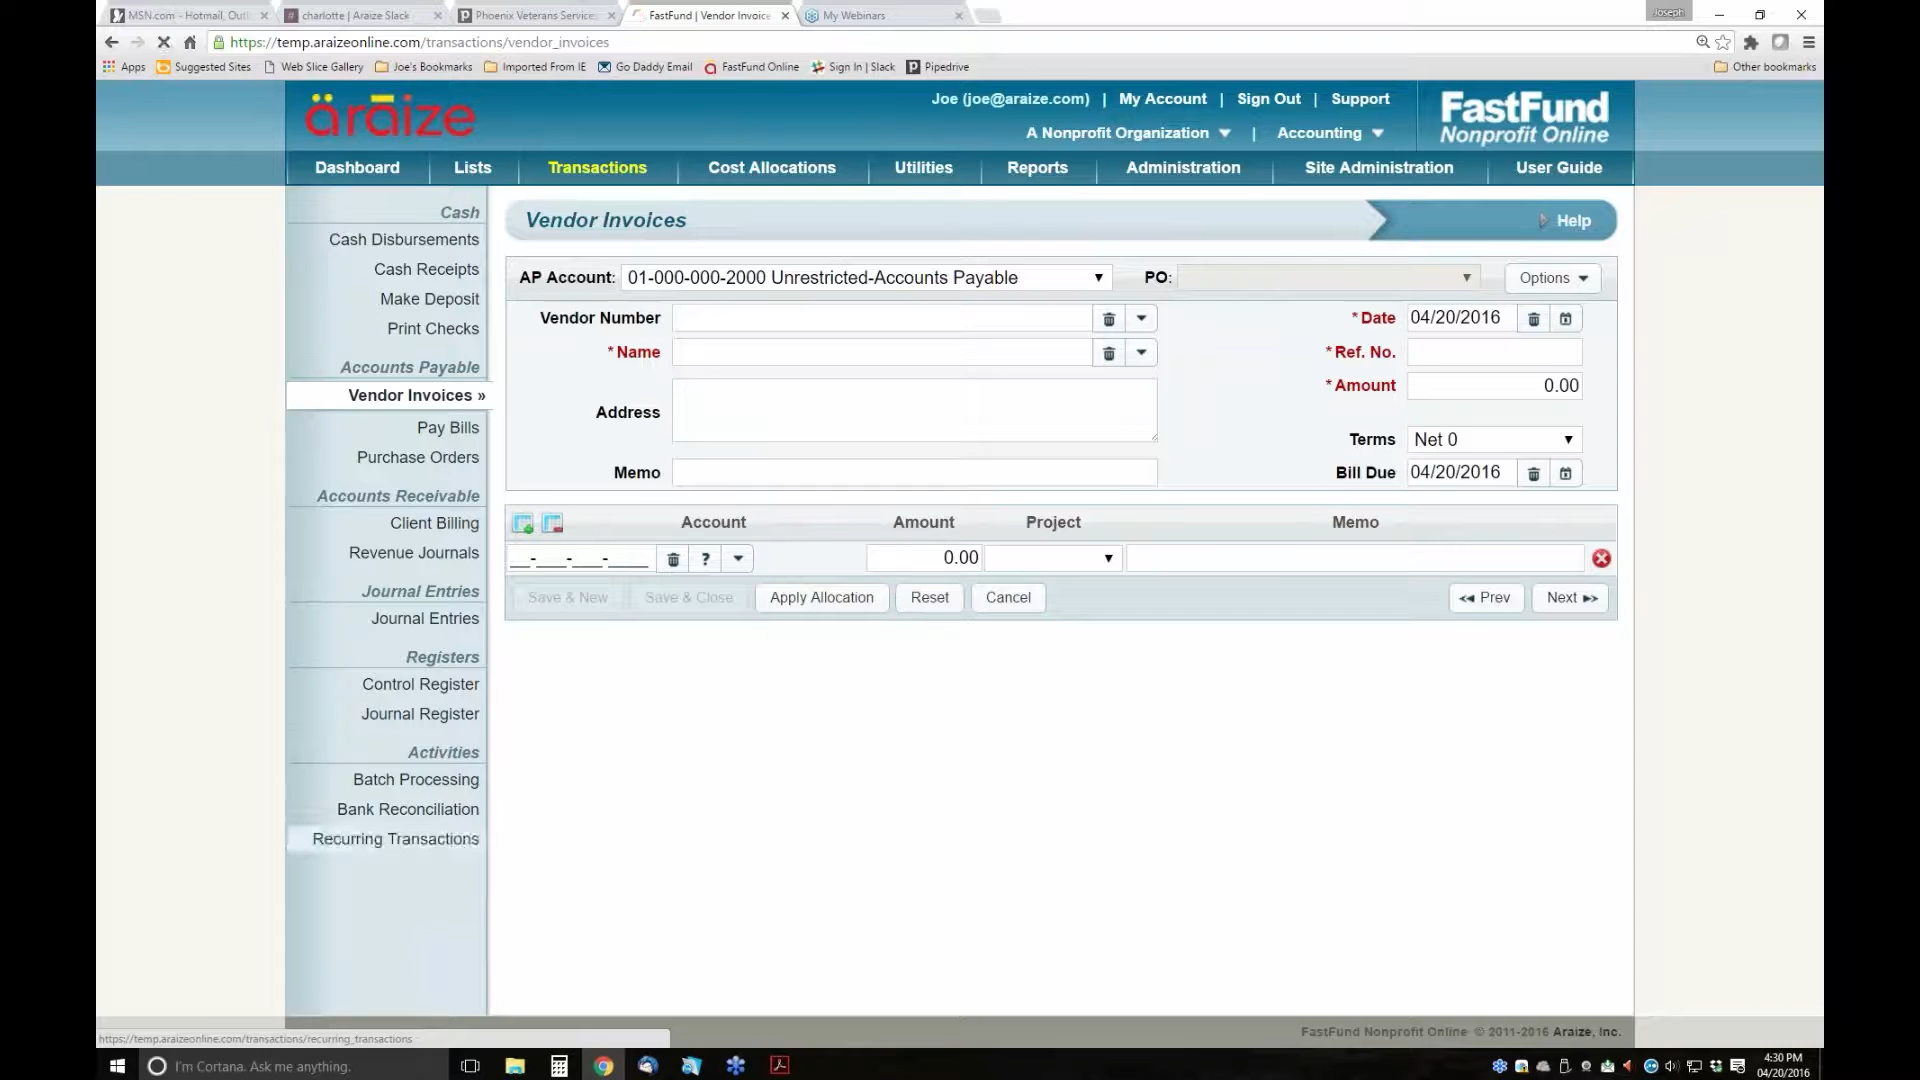 MSN.com - Hotmail, Outl
charlotte | Araize Slack
Phoenix Veterans Services
FastFund | Vendor Invoice
My Webinars
Joseph
https://temp.araizeonline.com/transactions/vendor_invoices
Apps
Suggested Sites
Web Slice Gallery
Joe's Bookmarks
Imported From IE
Go Daddy Email
FastFund Online
Sign In | Slack
Pipedrive
Other bookmarks
äraize
Joe (joe@araize.com) | My Account | Sign Out | Support
A Nonprofit Organization | Accounting
FastFund
Nonprofit Online
Dashboard
Lists
Transactions
Cost Allocations
Utilities
Reports
Administration
Site Administration
User Guide
Cash
Cash Disbursements
Cash Receipts
Make Deposit
Print Checks
Accounts Payable
Vendor Invoices »
Pay Bills
Purchase Orders
Accounts Receivable
Client Billing
Revenue Journals
Journal Entries
Journal Entries
Registers
Control Register
Journal Register
Activities
Batch Processing
Bank Reconciliation
Recurring Transactions
Vendor Invoices
Help
AP Account: 01-000-000-2000 Unrestricted-Accounts Payable
PO:
Options
Vendor Number
* Date 04/20/2016
* Name
* Ref. No.
* Amount 0.00
Address
Terms Net 0
Memo
Bill Due 04/20/2016
Account Amount Project Memo
__-___-___-____ ? 0.00
Save & New
Save & Close
Apply Allocation
Reset
Cancel
Prev
Next
FastFund Nonprofit Online © 2011-2016 Araize, Inc.
https://temp.araizeonline.com/transactions/recurring_transactions
I'm Cortana. Ask me anything.
4:30 PM
04/20/2016